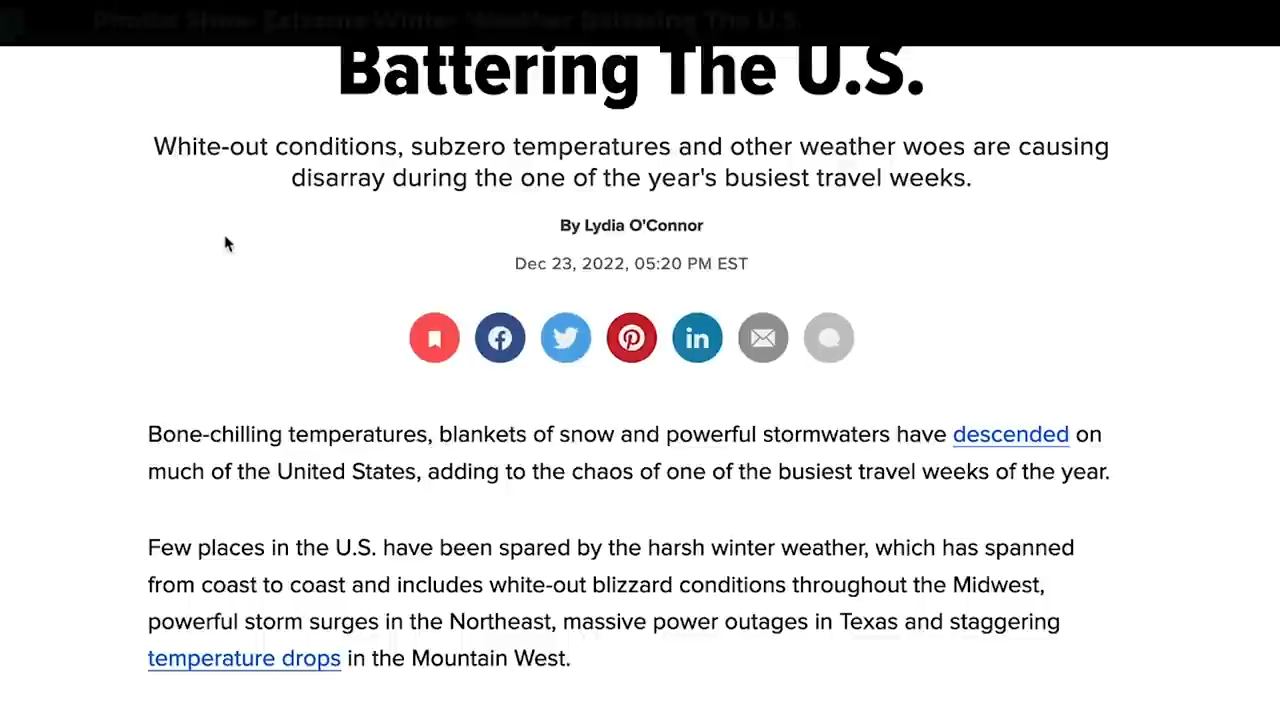 Photos Show Extreme Winter Weather Battering The U.S.
Battering The U.S.
White-out conditions, subzero temperatures and other weather woes are causing
disarray during the one of the year's busiest travel weeks.
By Lydia O'Connor
Dec 23, 2022, 05:20 PM EST
in
Bone-chilling temperatures, blankets of snow and powerful stormwaters have descended on
much of the United States, adding to the chaos of one of the busiest travel weeks of the year.
Few places in the U.S. have been spared by the harsh winter weather, which has spanned
from coast to coast and includes white-out blizzard conditions throughout the Midwest,
powerful storm surges in the Northeast, massive power outages in Texas and staggering
temperature drops in the Mountain West.